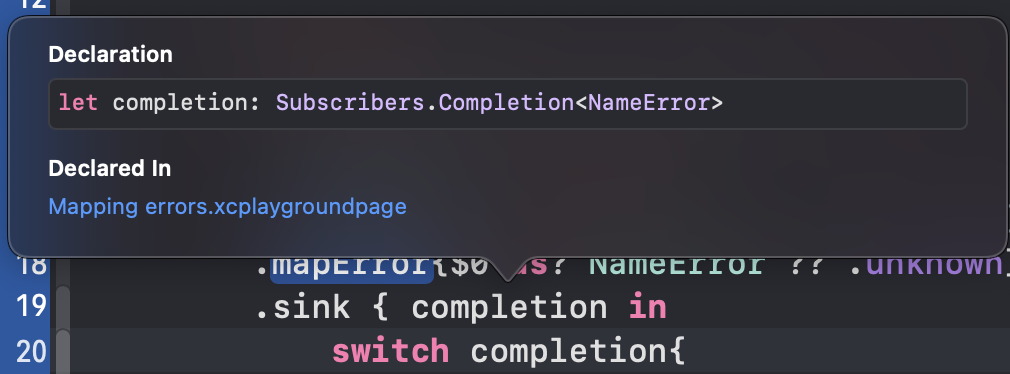 12
Declaration
let completion: Subscribers.Completion<NameError>
Declared In
Mapping errors.xcplaygroundpage
18 .mapError{$0 as? NameError ?? .unknown
19 .sink { completion in
20 switch completion{